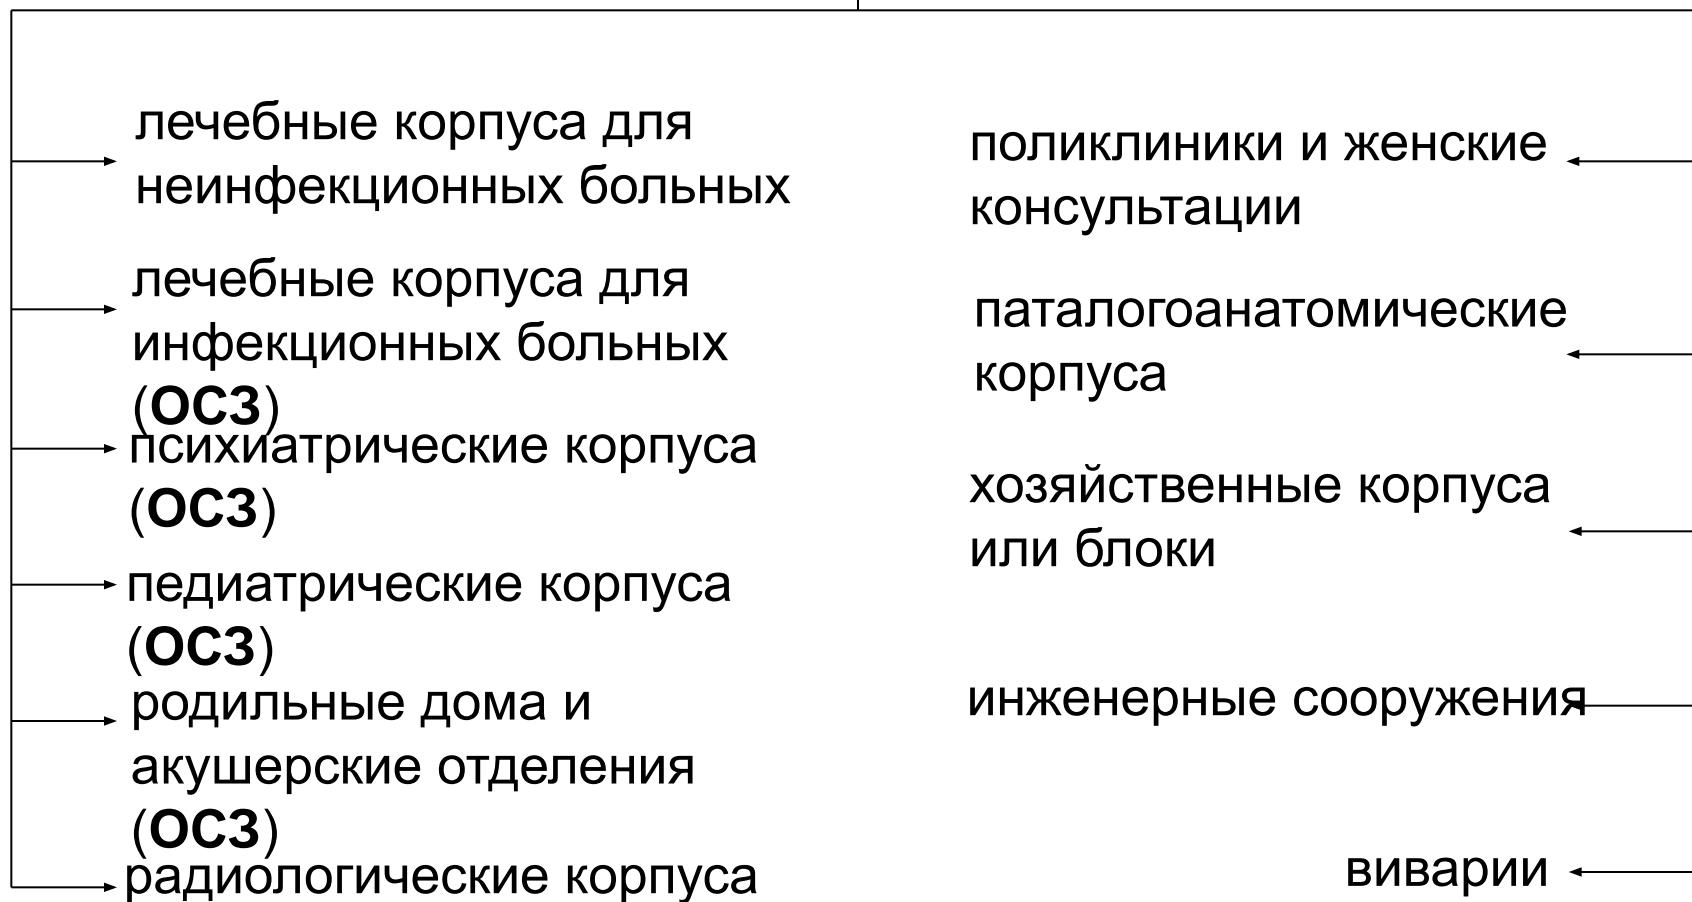 лечебные корпуса для
неинфекционных больных
лечебные корпуса для
инфекционных больных
(ОСЗ)
психиатрические корпуса
(ОСЗ)
педиатрические корпуса
(ОСЗ)
родильные дома и
акушерские отделения
(ОСЗ)
радиологические корпуса
поликлиники и женские
консультации
паталогоанатомические
корпуса
хозяйственные корпуса
или блоки
инженерные сооружения
виварии